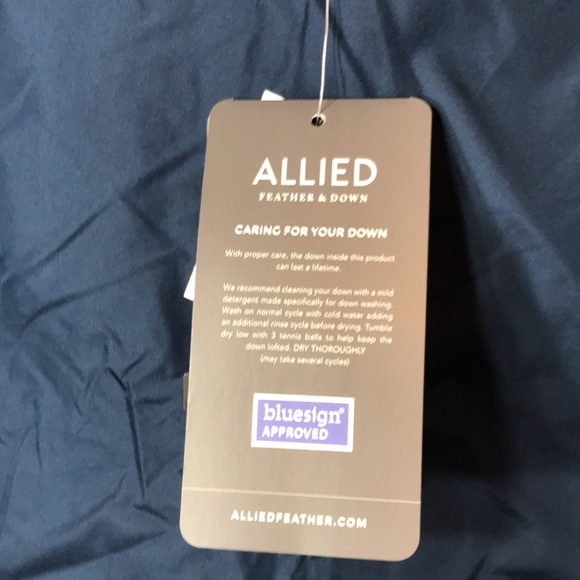 ALLIED
FEATHER & DOWN
CARING FOR YOUR DOWN
With proper care, the down inside this product
can last a lifetime.
We recommend cleaning your down with a mild
detergent made specifically for down washing.
Wash on normal cycle with cold water adding
an additional rinse cycle before drying. Tumble
dry low with 3 tennis balls to help keep the
down lofted. DRY THOROUGHLY
(may take several cycles)
bluesign®
APPROVED
ALLIEDFEATHER.COM